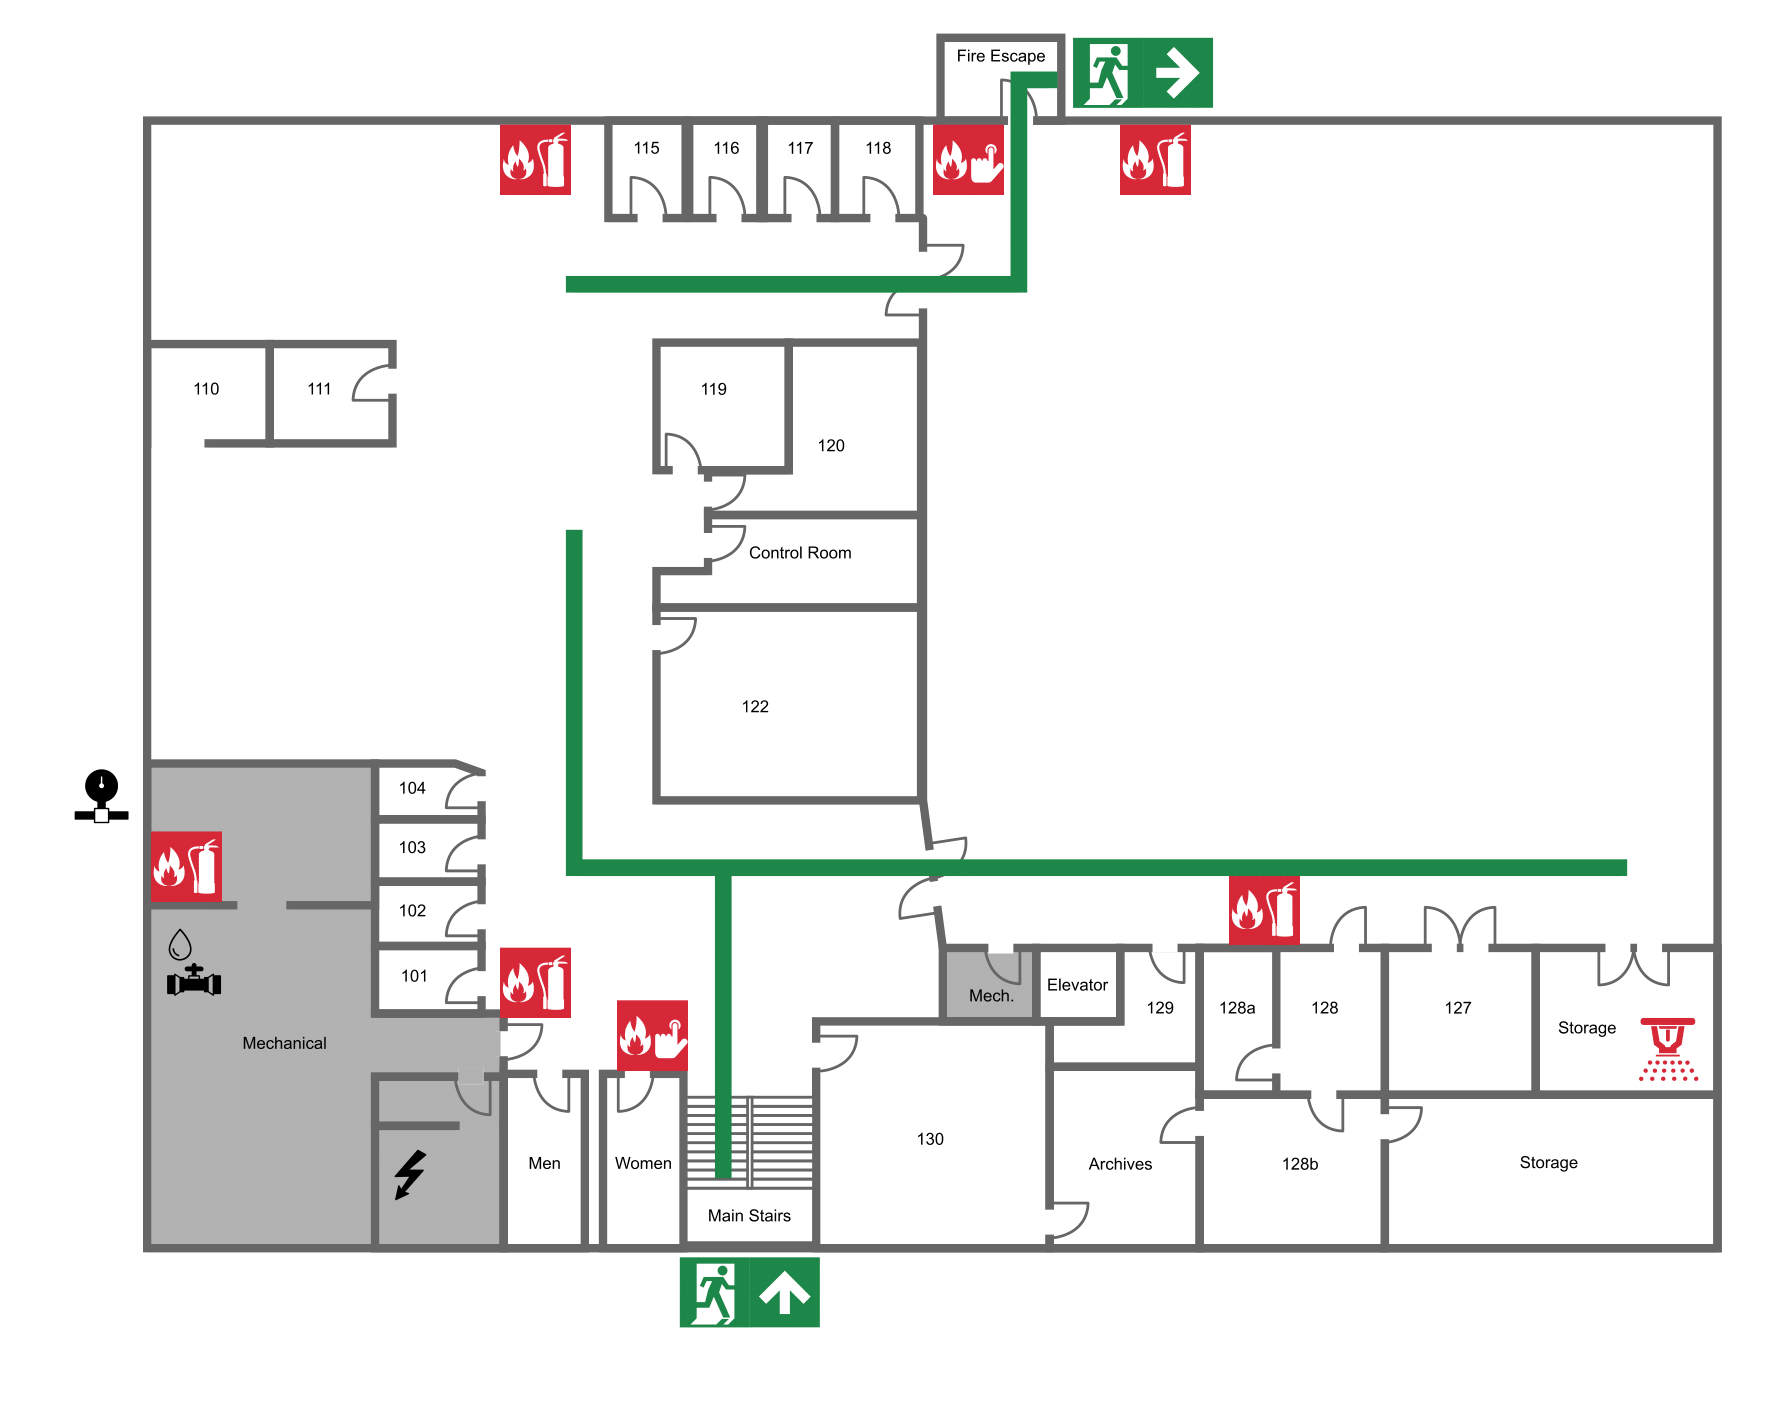 Fire Escape
115
116
117
118
110
111
119
120
Control Room
122
104
103
102
101
Mechanical
Mech.
Elevator
129
128a
128
127
Storage
Men
Women
Main Stairs
130
Archives
128b
Storage